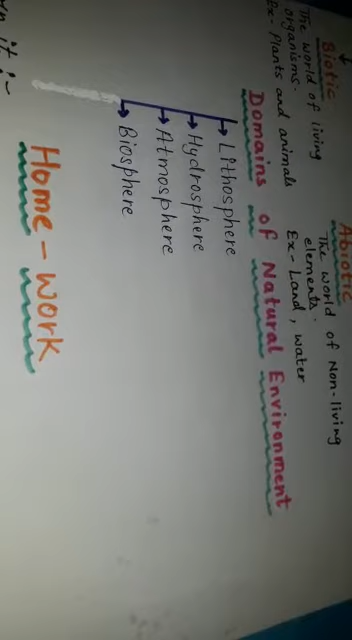 Biotic
The world of living
organisms.
Ex- Plants and animals
Abiotic
The world of Non-living
elements.
Ex- Land, water
Domains of Natural Environment
Lithosphere
Hydrosphere
Atmosphere
Biosphere
Home-work
it :-